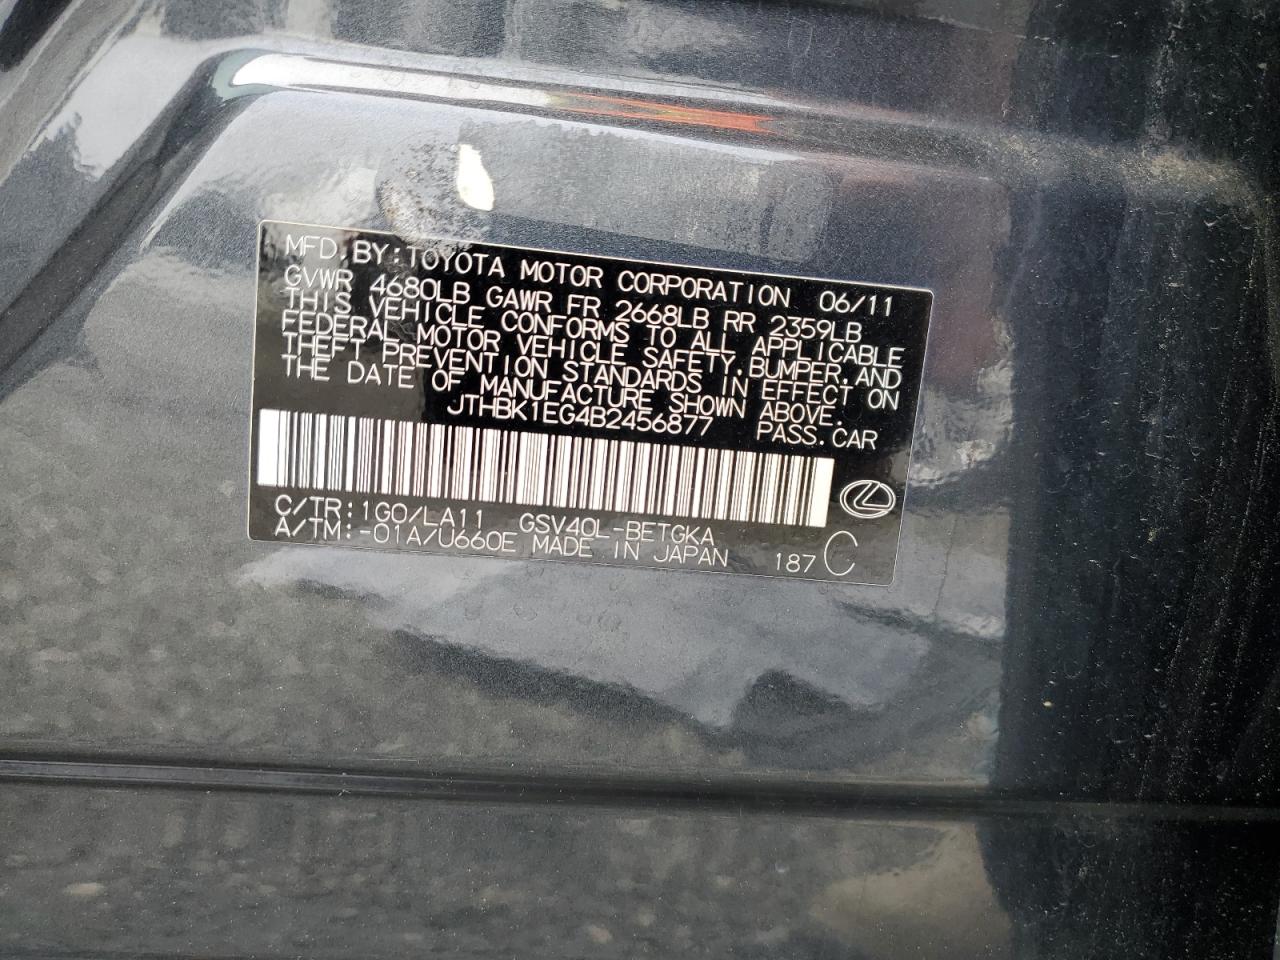 MFD.BY:TOYOTA MOTOR CORPORATION 06/11
GVWR 4680LB GAWR FR 2668LB RR 2359LB
THIS VEHICLE CONFORMS TO ALL APPLICABLE
FEDERAL MOTOR VEHICLE SAFETY,BUMPER,AND
THEFT PREVENTION STANDARDS IN EFFECT ON
THE DATE OF MANUFACTURE SHOWN ABOVE.
JTHBK1EG4B2456877 PASS.CAR
C/TR:1G0/LA11 GSV40L-BETGKA
A/TM:-01A/U660E MADE IN JAPAN 187 C